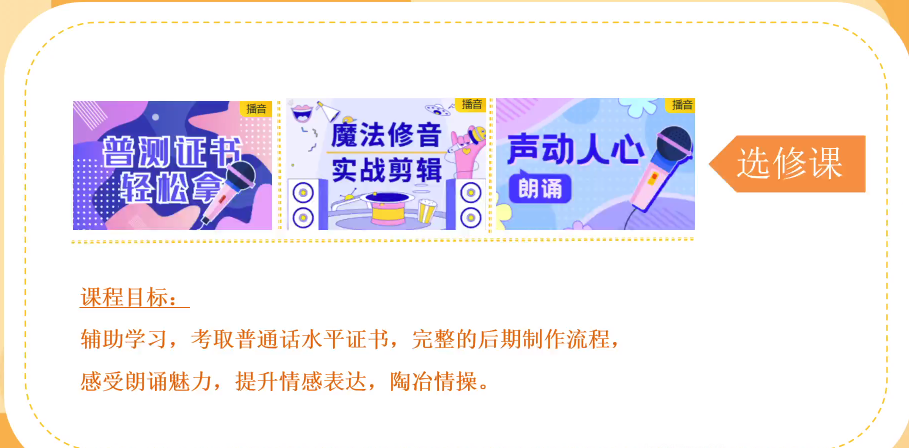 播音
普测证书
轻松拿
播音
魔法修音
实战剪辑
播音
声动人心
朗诵
选修课
课程目标：
辅助学习，考取普通话水平证书，完整的后期制作流程，
感受朗诵魅力，提升情感表达，陶冶情操。